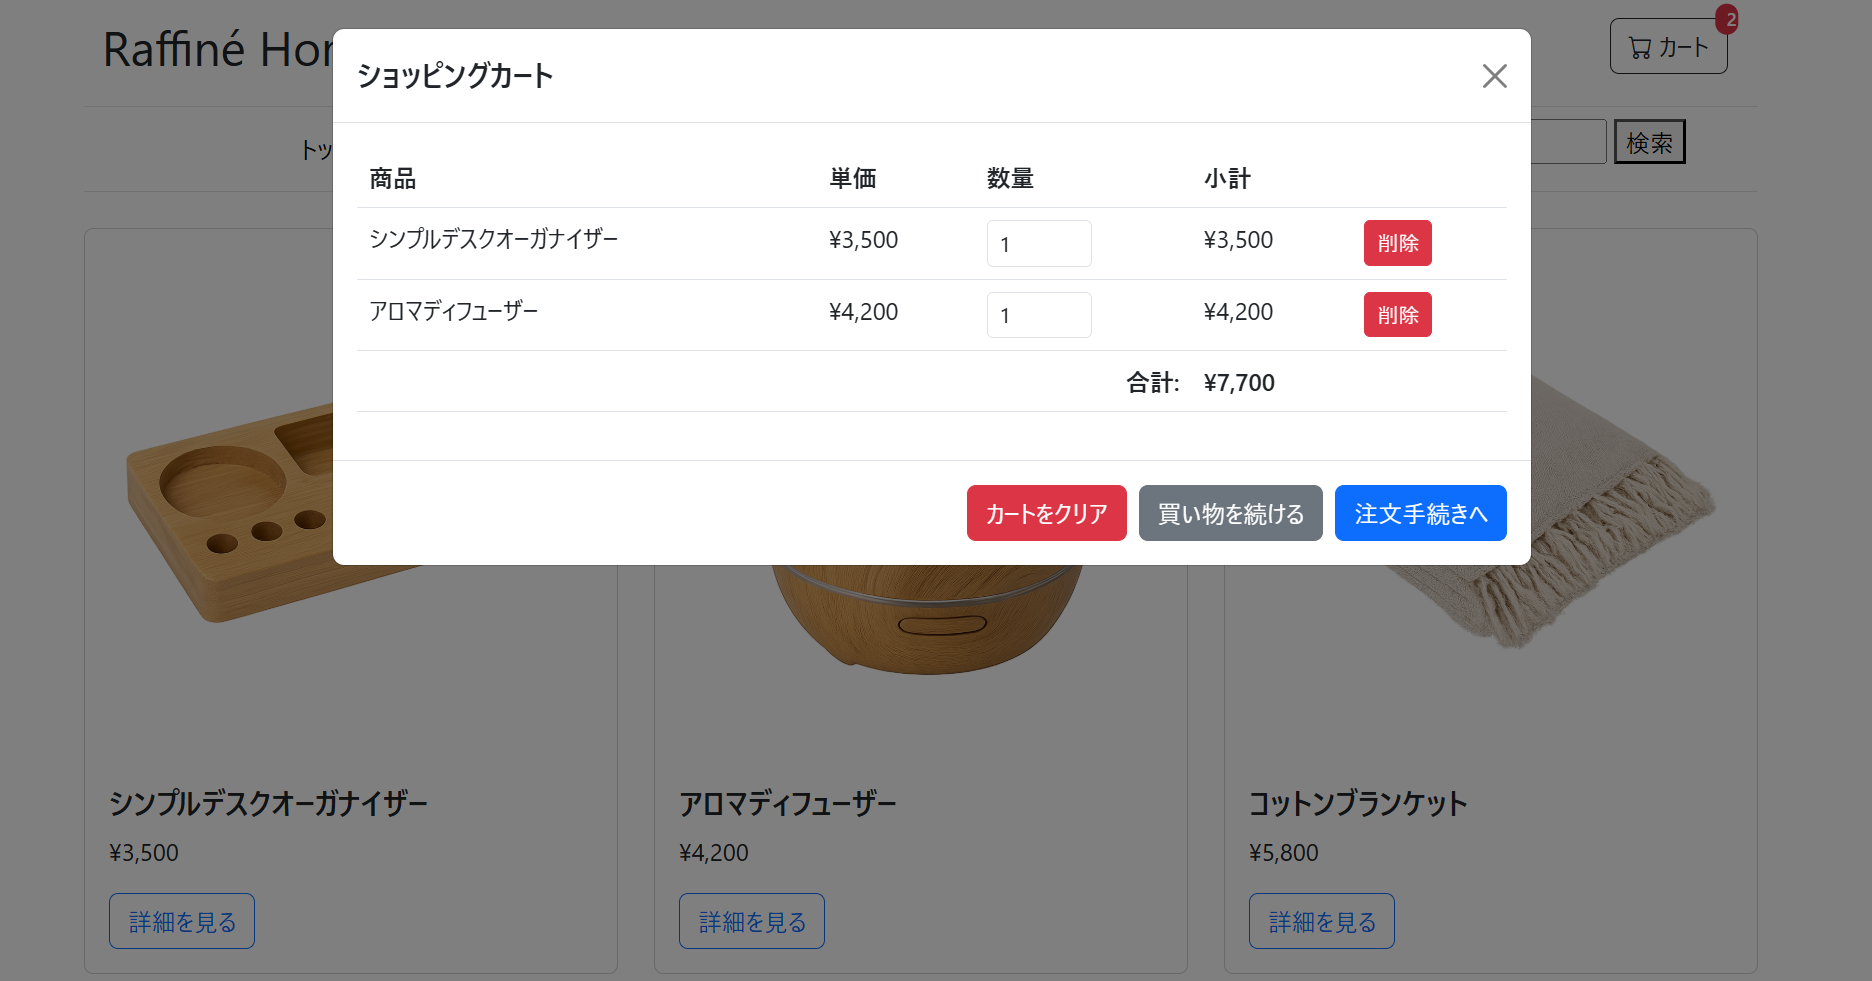 Raffiné Hor
カート
2
ショッピングカート
トッ
検索
商品 単価 数量 小計
シンプルデスクオーガナイザー ¥3,500 1 ¥3,500 削除
アロマディフューザー ¥4,200 1 ¥4,200 削除
合計: ¥7,700
カートをクリア 買い物を続ける 注文手続きへ
シンプルデスクオーガナイザー
¥3,500
詳細を見る
アロマディフューザー
¥4,200
詳細を見る
コットンブランケット
¥5,800
詳細を見る